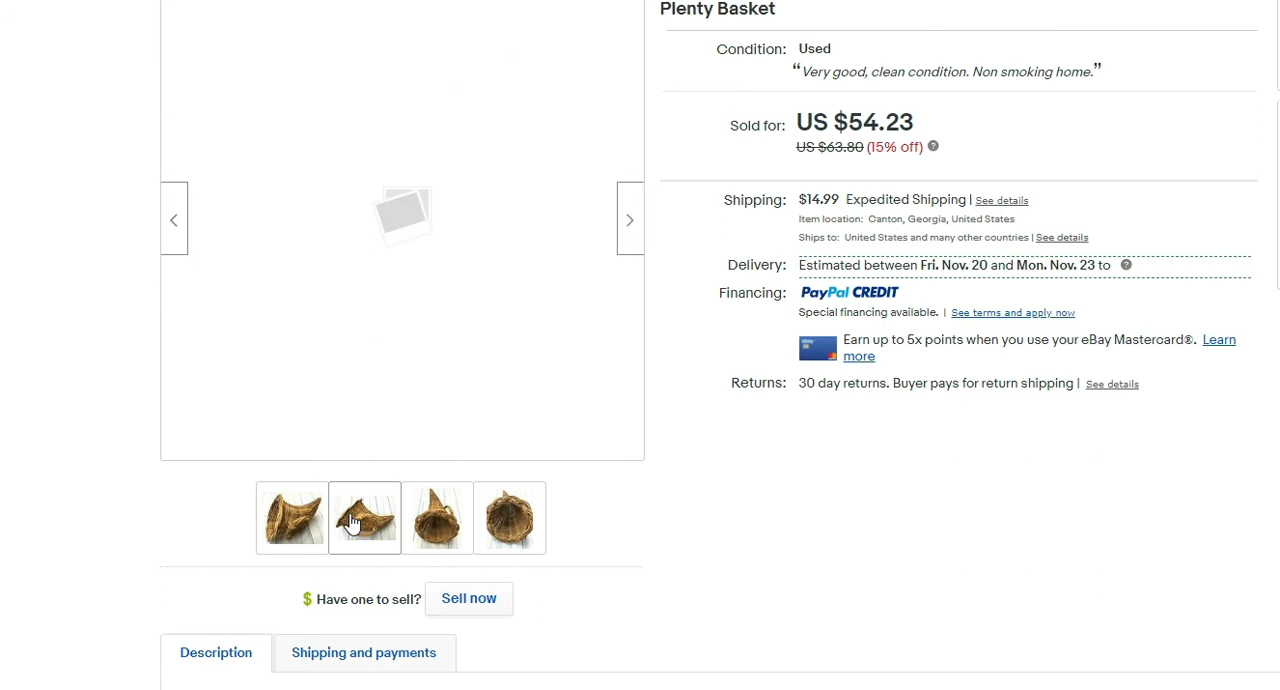 Plenty Basket
Condition: Used
“Very good, clean condition. Non smoking home.”
Sold for: US $54.23
US $63.80 (15% off)
Shipping: $14.99 Expedited Shipping | See details
Item location: Canton, Georgia, United States
Ships to: United States and many other countries | See details
Delivery: Estimated between Fri. Nov. 20 and Mon. Nov. 23 to
Financing: PayPal CREDIT
Special financing available. | See terms and apply now
Earn up to 5x points when you use your eBay Mastercard®. Learn
more
Returns: 30 day returns. Buyer pays for return shipping | See details
$ Have one to sell? Sell now
Description Shipping and payments